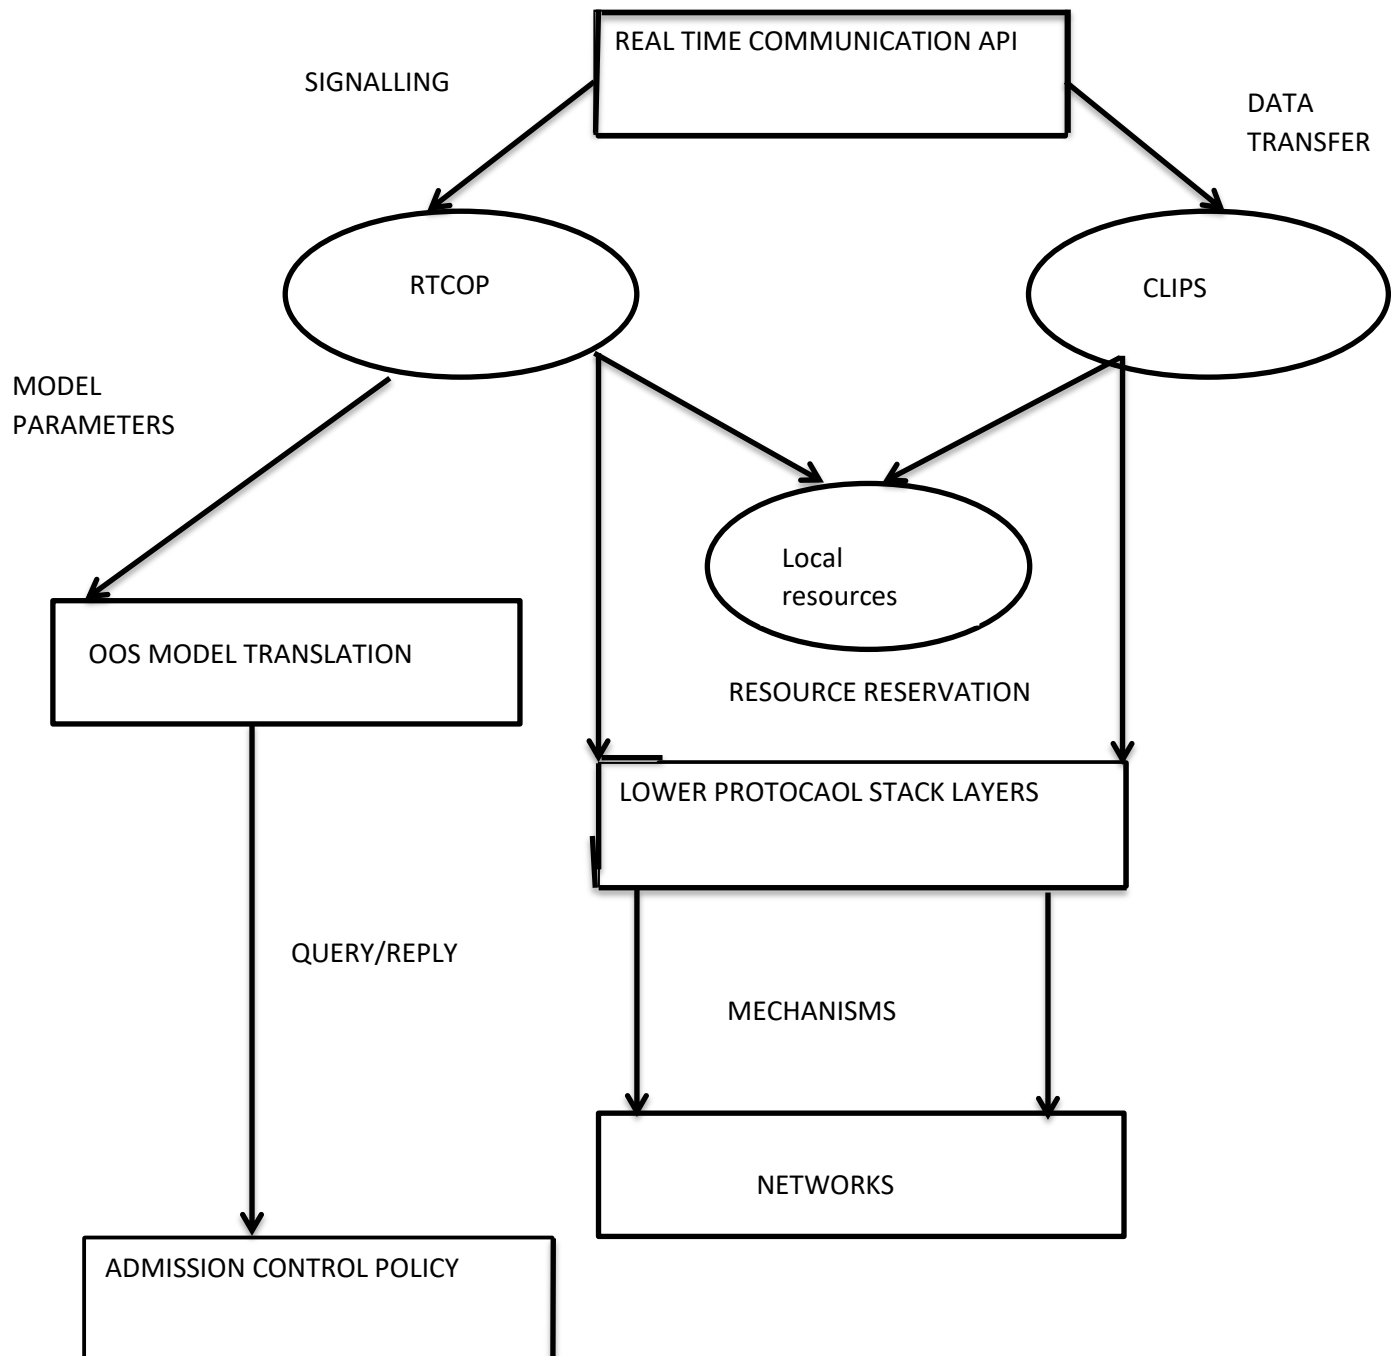 REAL TIME COMMUNICATION API
SIGNALLING
DATA
TRANSFER
RTCOP
CLIPS
MODEL
PARAMETERS
Local
resources
OOS MODEL TRANSLATION
RESOURCE RESERVATION
LOWER PROTOCAOL STACK LAYERS
QUERY/REPLY
MECHANISMS
NETWORKS
ADMISSION CONTROL POLICY